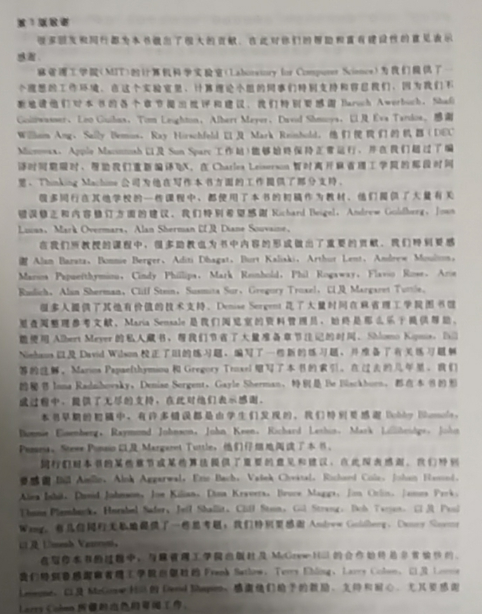 第1版致谢
很多朋友和同行都为本书做出了很大的贡献，在此对你们的帮助和富有建设性的意见表示
感谢。
麻省理工学院(MIT)的计算机科学实验室(Laboratory for Computer Science)为我们提供了一
个理想的工作环境。在这个实验室里，计算理论小组的同事们特别支持和容忍我们，因为我们不
断地请他们对本书的各个章节提出批评和建议。我们特别要感谢 Baruch Awerbuch、Shafi
Goldwasser、Leo Guibas、Tom Leighton、Albert Meyer、David Shmoys 以及 Eva Tardos。感谢
William Ang、Sally Bemus、Ray Hirschfeld 以及 Mark Reinhold，他们使我们的机器(DEC
Microvax、Apple Macintosh 以及 Sun Sparc 工作站)能够始终保持正常运行，并在我们超过了编
译时间期限时，帮助我们重新编译TeX。在 Charles Leiserson 暂时离开麻省理工学院的那段时间
里，Thinking Machine 公司为他在写作本书方面的工作提供了部分支持。
很多同行在其他学校的一些课程中，都使用了本书的初稿作为教材，他们提供了大量有关
错误修正和内容修订方面的建议。我们特别希望感谢 Richard Beigel、Andrew Goldberg、Joan
Lucas、Mark Overmars、Alan Sherman 以及 Diane Souvaine。
在我们所教授的课程中，很多助教也为书中内容的形成做出了重要的贡献。我们特别要感
谢 Alan Baratz、Bonnie Berger、Aditi Dhagat、Burt Kaliski、Arthur Lent、Andrew Moulton、
Marios Papaefthymiou、Cindy Phillips、Mark Reinhold、Phil Rogaway、Flavio Rose、Arie
Rudich、Alan Sherman、Cliff Stein、Susmita Sur、Gregory Troxel、以及 Margaret Tuttle。
很多人提供了其他有价值的技术支持。Denise Sergent 花了大量时间在麻省理工学院图书馆
里查阅整理参考文献，Maria Sensale 是我们阅览室的资料管理员，始终是那么乐于提供帮助。
能使用 Albert Meyer 的私人藏书，帮我们节省了大量准备章节注记的时间。Shlomo Kipnis、Bill
Niehaus 以及 David Wilson 校正了旧的练习题，编写了一些新的练习题，并准备了有关练习题解
答的注解。Marios Papaefthymiou 和 Gregory Troxel 编写了本书的索引。在过去的几年里，我们
的秘书 Inna Radzihovsky、Denise Sergent、Gayle Sherman，特别是 Be Blackburn，都在本书的形
成过程中，提供了无尽的支持，在此对他们表示感谢。
本书早期的初稿中，有许多错误都是由学生们发现的。我们特别要感谢 Bobby Blumofe、
Bonnie Eisenberg、Raymond Johnson、John Keen、Richard Lethin、Mark Lillibridge、John
Pezaris、Steve Ponzio 以及 Margaret Tuttle，他们仔细地阅读了本书。
同行们对本书的某些章节或某些算法提供了重要的意见和建议，在此深表感谢。我们特别
要感谢 Bill Aiello、Alok Aggarwal、Eric Bach、Vašek Chvátal、Richard Cole、Johan Hastad、
Alex Ishii、David Johnson、Joe Kilian、Dina Kravets、Bruce Maggs、Jim Orlin、James Park、
Thane Plambeck、Hershel Safer、Jeff Shallit、Cliff Stein、Gil Strang、Bob Tarjan、以及 Paul
Wang。有几位同行无私地提供了一些思考题，我们特别要感谢 Andrew Goldberg、Danny Sleator
以及 Umesh Vazirani。
在写作本书的过程中，与麻省理工学院出版社及 McGraw-Hill 的合作始终是非常愉快的。
我们特别要感谢麻省理工学院出版社的 Frank Satlow、Terry Ehling、Larry Cohen、以及 Lorrie
Lejeune，以及 McGraw-Hill 的 David Shapiro，感谢他们给予的鼓励、支持和耐心。尤其要感谢
Larry Cohen 所做的出色的审阅工作。